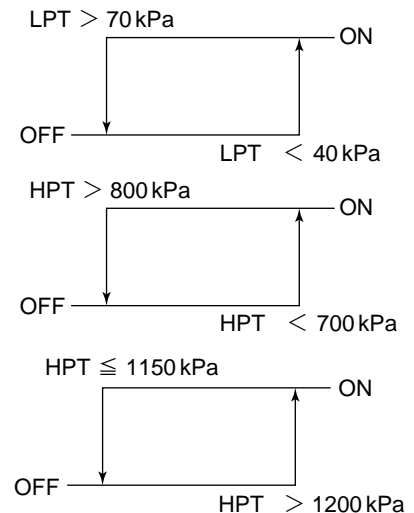 LPT > 70 kPa
ON
OFF
LPT < 40 kPa
HPT > 800 kPa
ON
OFF
HPT < 700 kPa
HPT ≦ 1150 kPa
ON
OFF
HPT > 1200 kPa